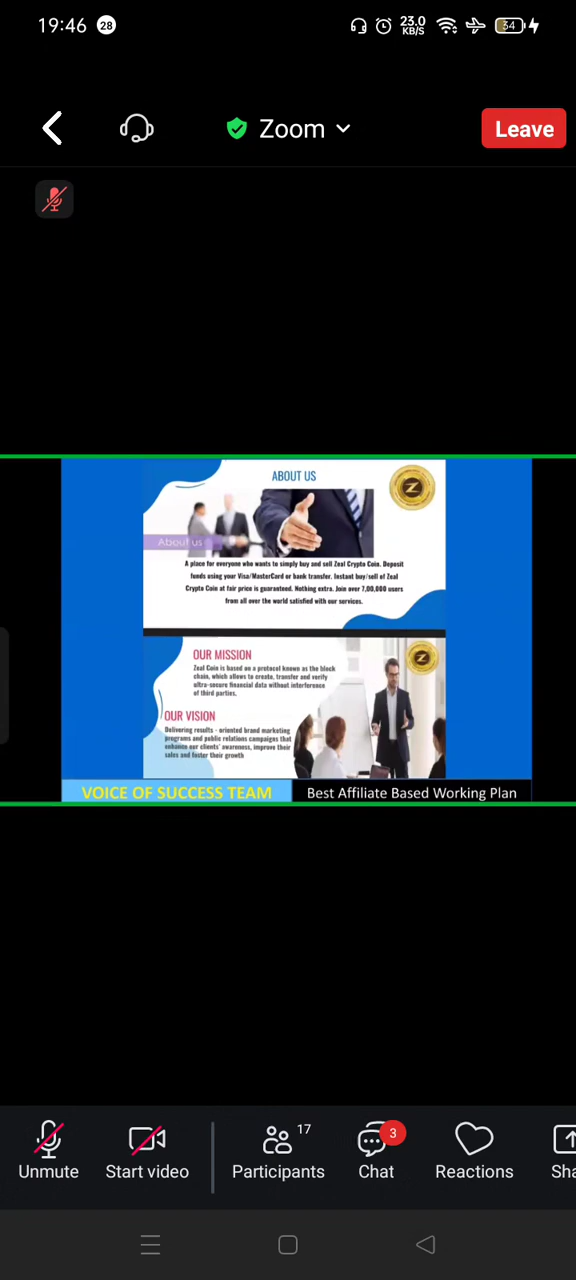 19:46 28 23.0 KB/S 34
Zoom
Leave
ABOUT US
Z
About us
A place for everyone who wants to simply buy and sell Zeal Crypto Coin. Deposit
funds using your Visa/MasterCard or bank transfer. Instant buy/sell of Zeal
Crypto Coin at fair price is guaranteed. Nothing extra. Join over 7,00,000 users
from all over the world satisfied with our services.
OUR MISSION
Z
Zeal Coin is based on a protocol known as the block
chain, which allows to create, transfer and verify
ultra-secure financial data without interference
of third parties.
OUR VISION
Delivering results - oriented brand marketing
programs and public relations campaigns that
enhance our clients' awareness, improve their
sales and foster their growth
VOICE OF SUCCESS TEAM
Best Affiliate Based Working Plan
17
3
Unmute
Start video
Participants
Chat
Reactions
Sha